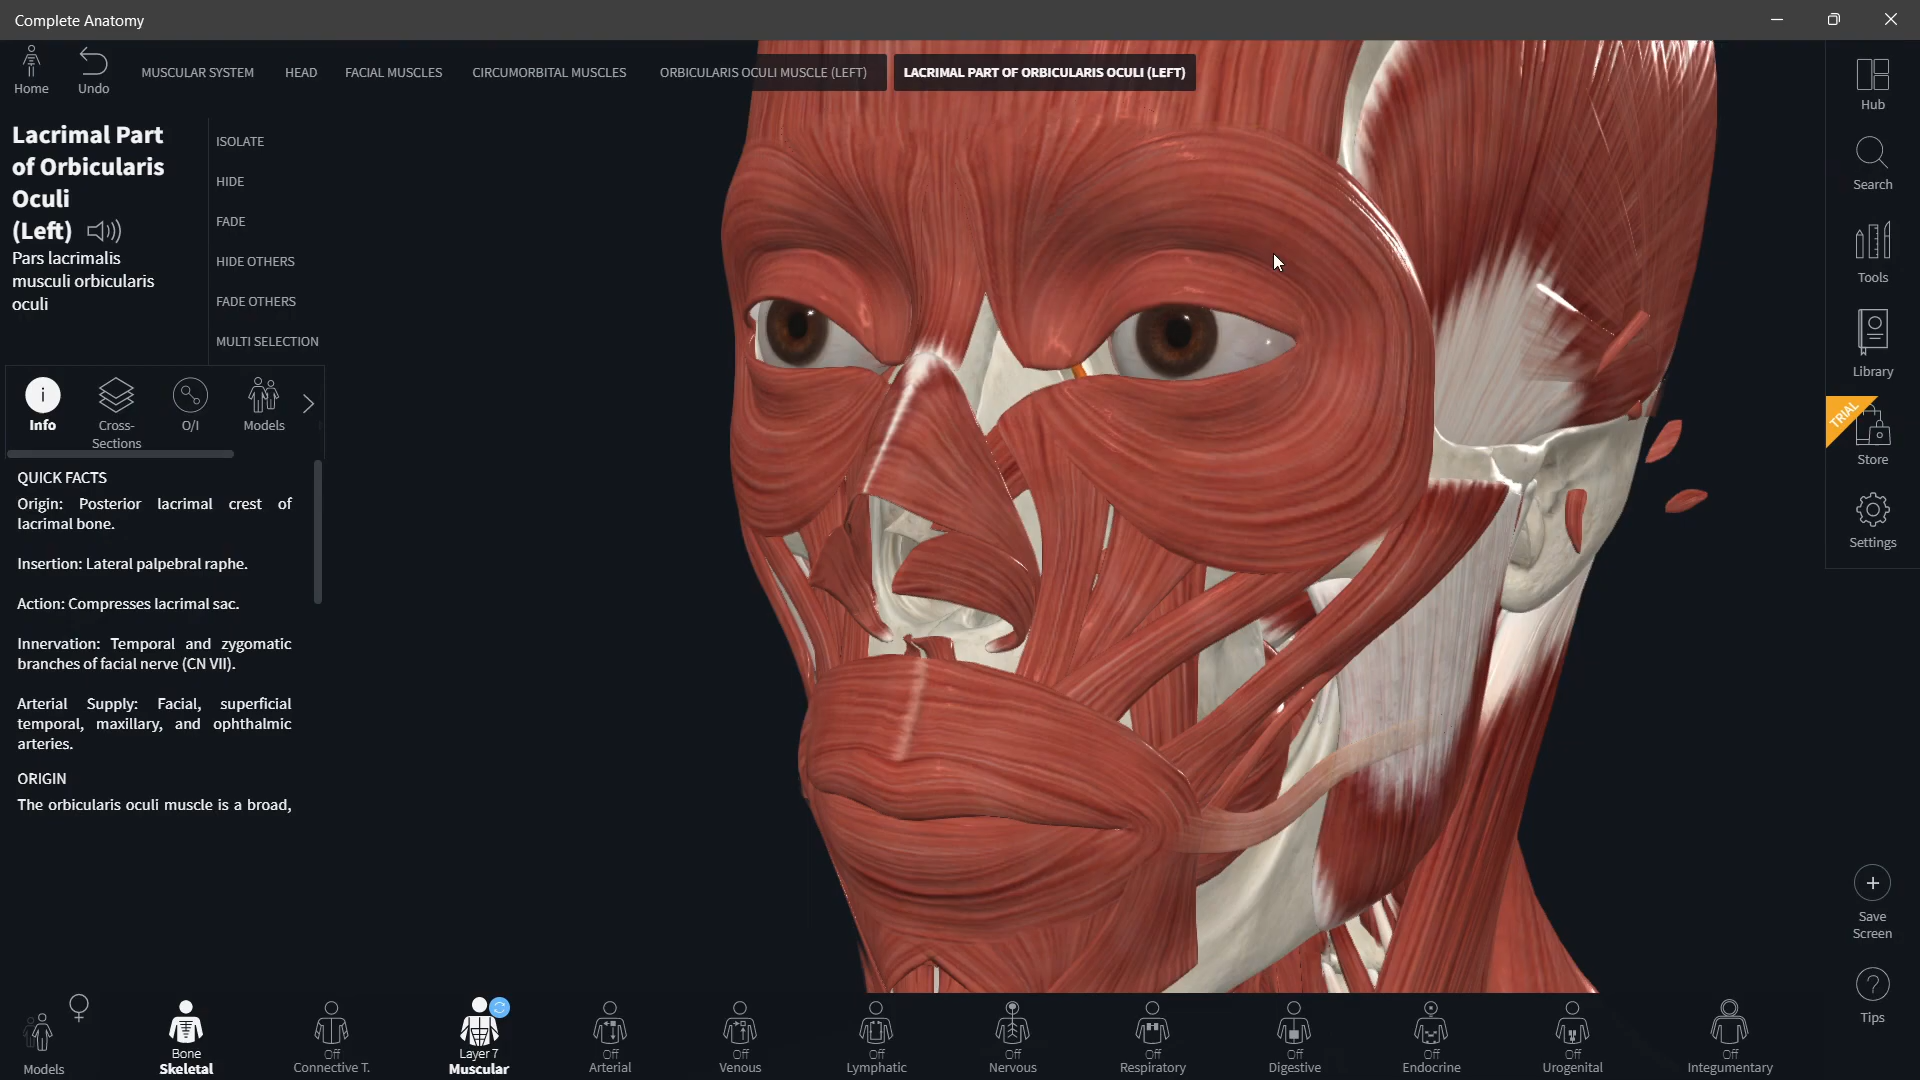 Complete Anatomy
Home
Undo
MUSCULAR SYSTEM
HEAD
FACIAL MUSCLES
CIRCUMORBITAL MUSCLES
ORBICULARIS OCULI MUSCLE (LEFT)
LACRIMAL PART OF ORBICULARIS OCULI (LEFT)
Lacrimal Part
of Orbicularis
Oculi
(Left)
Pars lacrimalis
musculi orbicularis
oculi
ISOLATE
HIDE
FADE
HIDE OTHERS
FADE OTHERS
MULTI SELECTION
Info
Cross-
Sections
O/I
Models
QUICK FACTS
Origin: Posterior lacrimal crest of
lacrimal bone.
Insertion: Lateral palpebral raphe.
Action: Compresses lacrimal sac.
Innervation: Temporal and zygomatic
branches of facial nerve (CN VII).
Arterial Supply: Facial, superficial
temporal, maxillary, and ophthalmic
arteries.
ORIGIN
The orbicularis oculi muscle is a broad,
Hub
Search
Tools
Library
TRIAL
Store
Settings
+
Save
Screen
?
Tips
Models
Bone
Skeletal
Off
Connective T.
Layer 7
Muscular
Off
Arterial
Off
Venous
Off
Lymphatic
Off
Nervous
Off
Respiratory
Off
Digestive
Off
Endocrine
Off
Urogenital
Off
Integumentary